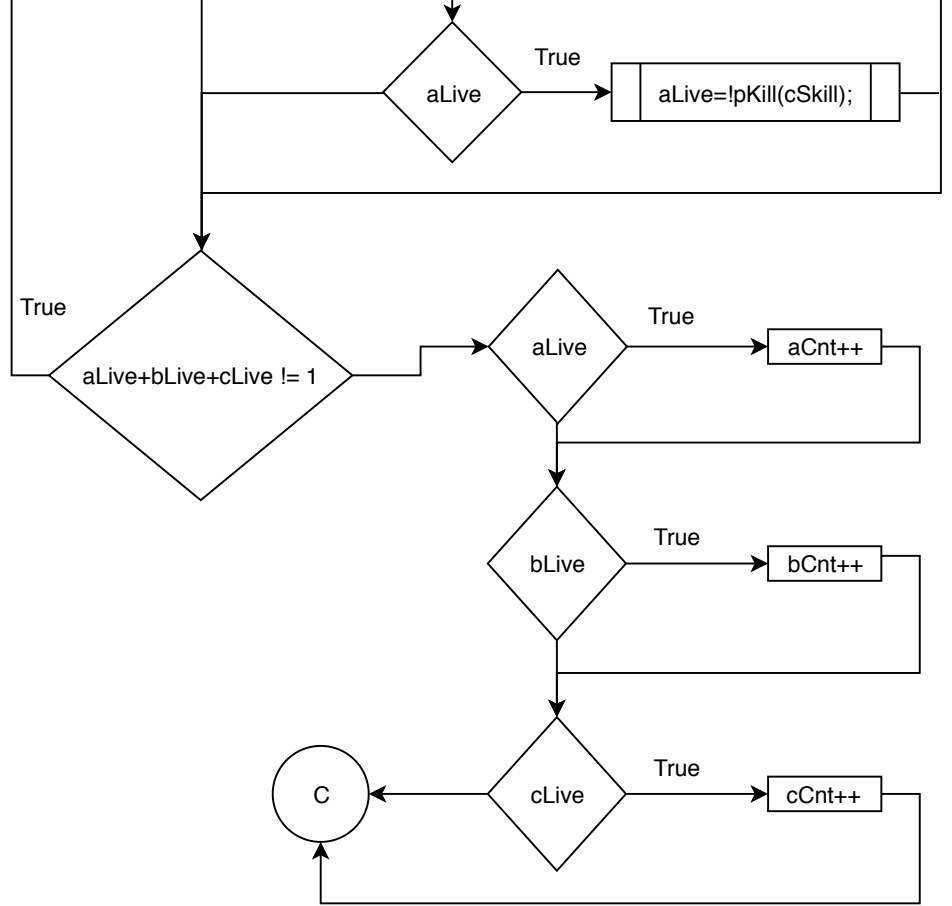 True
aLive
aLive=!pKill(cSkill);
True
aLive+bLive+cLive != 1
True
aLive
aCnt++
True
bLive
bCnt++
True
C
cLive
cCnt++